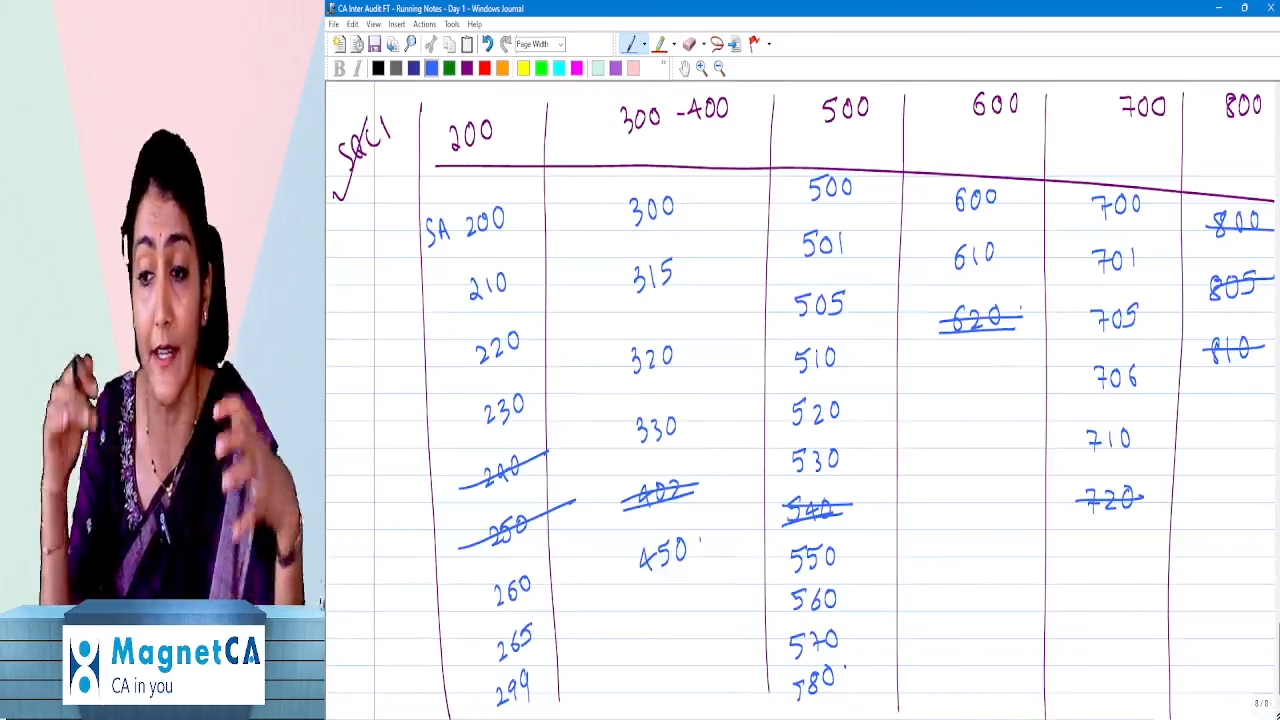 CA Inter Audit FT - Running Notes - Day 1 - Windows Journal
File Edit View Insert Actions Tools Help
Page Width
B I
200 300 -400 500 600 700 800
SA 200 300 500 600 700 800
210 315 501 610 701 805
220 320 505 620 705 810
230 330 510 706
240 402 520 710
250 450 530 720
260 540
265 550
299 560
570
580
MagnetCA
CA in you
8 / 8